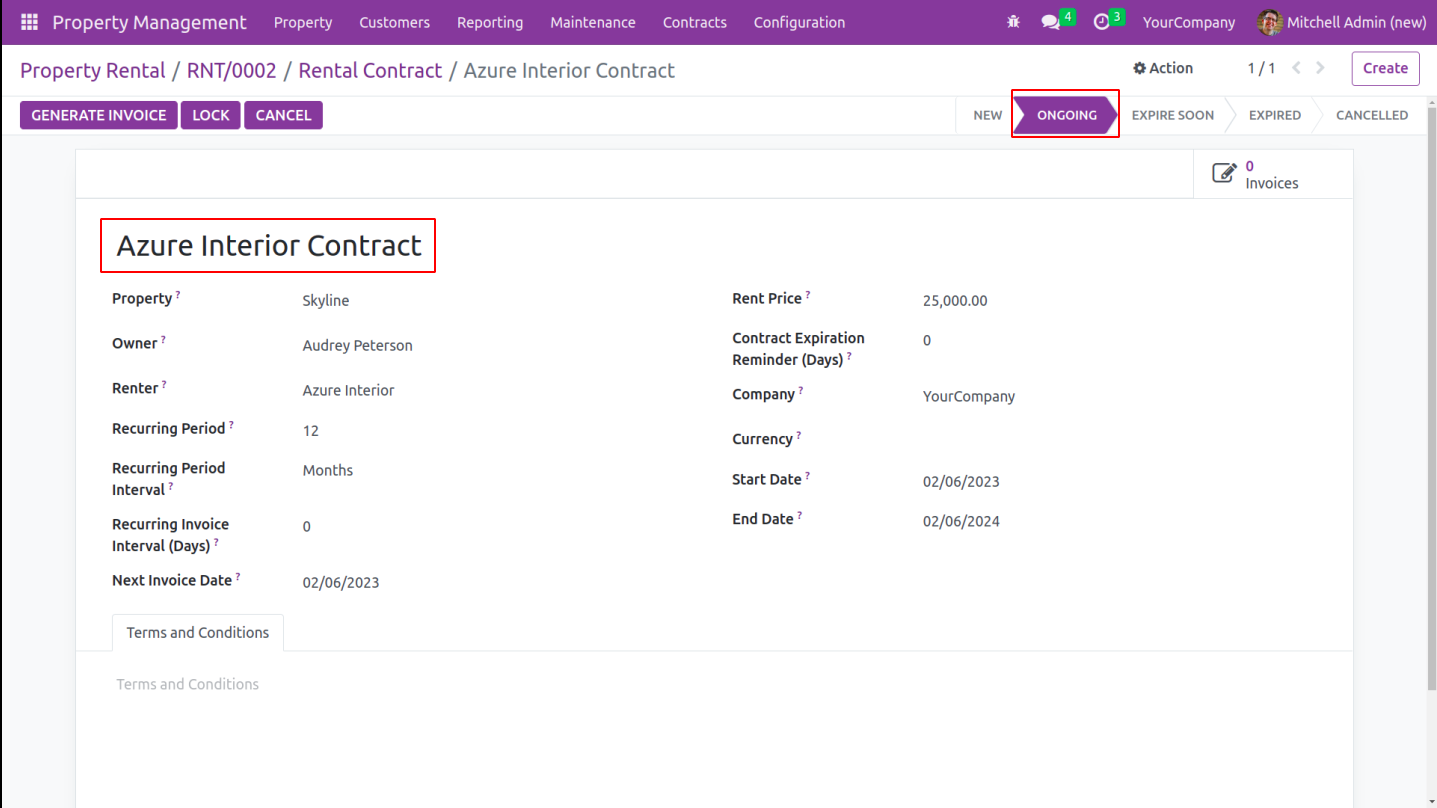 Property Management Property Customers Reporting Maintenance Contracts Configuration 4 3 YourCompany Mitchell Admin (new)
Property Rental / RNT/0002 / Rental Contract / Azure Interior Contract Action 1 / 1 Create
GENERATE INVOICE LOCK CANCEL NEW ONGOING EXPIRE SOON EXPIRED CANCELLED
0
Invoices
Azure Interior Contract
Property ? Skyline
Owner ? Audrey Peterson
Renter ? Azure Interior
Recurring Period ? 12
Recurring Period
Interval ? Months
Recurring Invoice
Interval (Days) ? 0
Next Invoice Date ? 02/06/2023
Rent Price ? 25,000.00
Contract Expiration
Reminder (Days) ? 0
Company ? YourCompany
Currency ?
Start Date ? 02/06/2023
End Date ? 02/06/2024
Terms and Conditions
Terms and Conditions